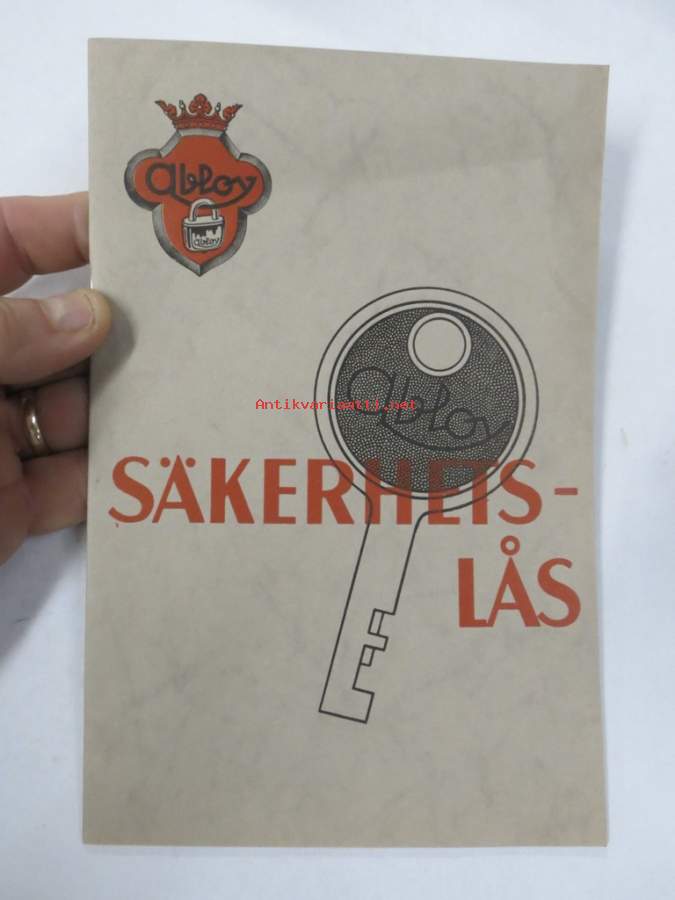 abloy
abloy
abloy
Antikvariaatti.net
SÄKERHETS-
LÅS